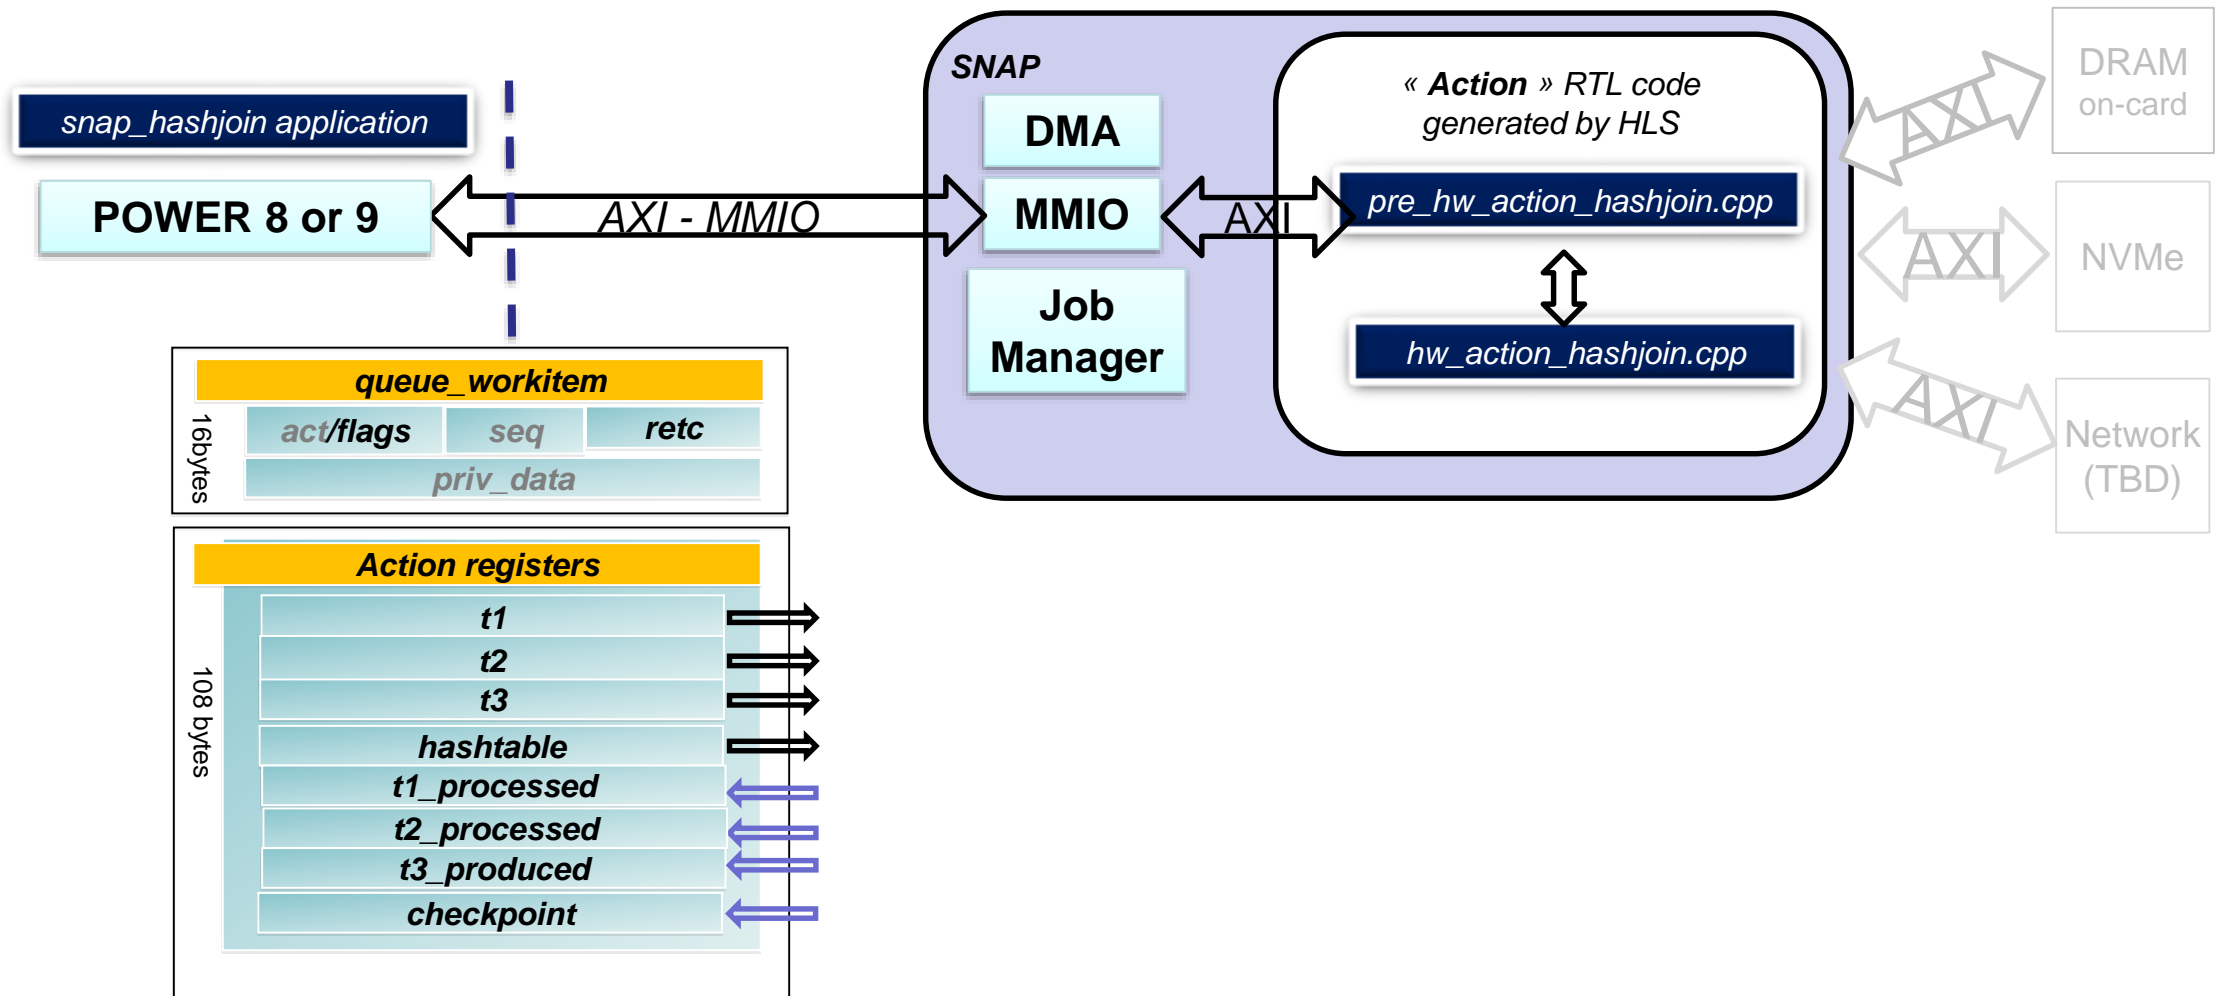 snap_hashjoin application
POWER 8 or 9
AXI - MMIO
SNAP
DMA
MMIO
Job
Manager
AXI
« Action » RTL code
generated by HLS
pre_hw_action_hashjoin.cpp
hw_action_hashjoin.cpp
AXI
DRAM
on-card
AXI
NVMe
AXI
Network
(TBD)
queue_workitem
16bytes
act/flags
seq
retc
priv_data
Action registers
108 bytes
t1
t2
t3
hashtable
t1_processed
t2_processed
t3_produced
checkpoint